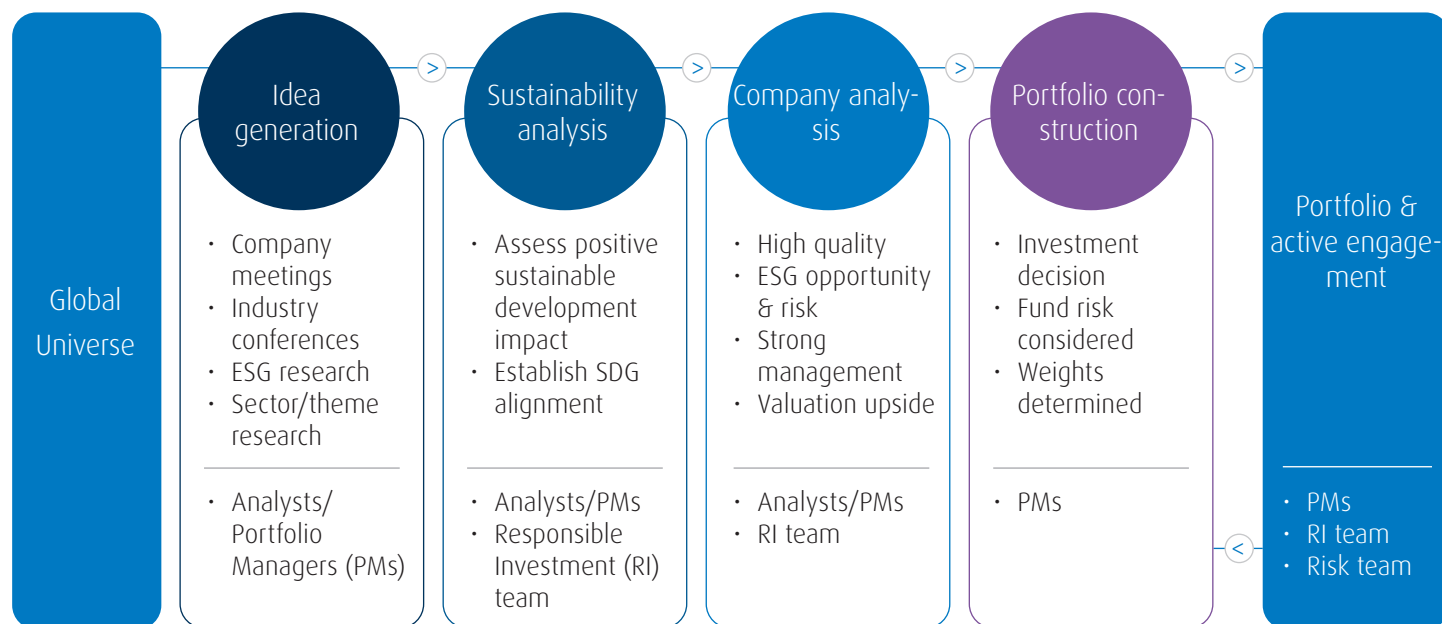 Global
Universe
Idea
generation
· Company
meetings
· Industry
conferences
· ESG research
· Sector/theme
research
· Analysts/
Portfolio
Managers (PMs)
>
Sustainability
analysis
· Assess positive
sustainable
development
impact
· Establish SDG
alignment
· Analysts/PMs
· Responsible
Investment (RI)
team
>
Company analy-
sis
· High quality
· ESG opportunity
& risk
· Strong
management
· Valuation upside
· Analysts/PMs
· RI team
>
Portfolio con-
struction
· Investment
decision
· Fund risk
considered
· Weights
determined
· PMs
>
<
Portfolio &
active engage-
ment
· PMs
· RI team
· Risk team